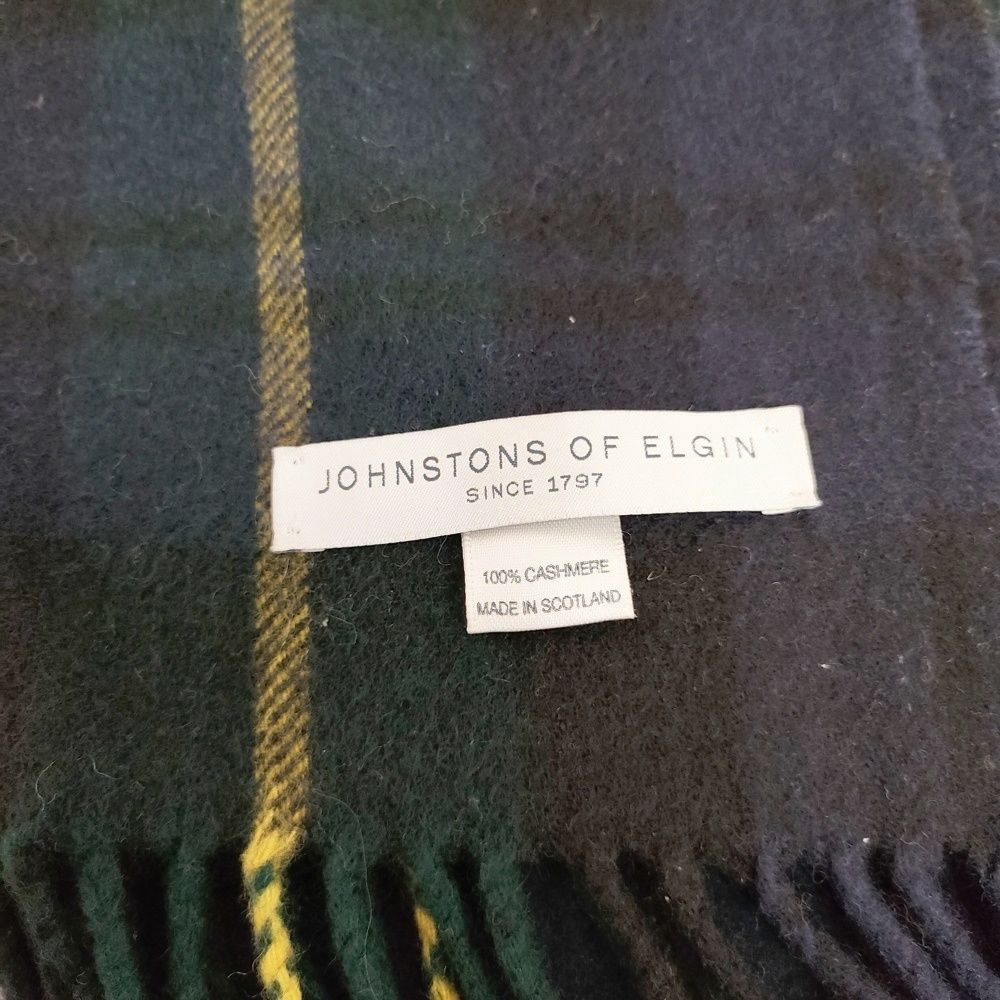 JOHNSTONS OF ELGIN
SINCE 1797
100% CASHMERE
MADE IN SCOTLAND